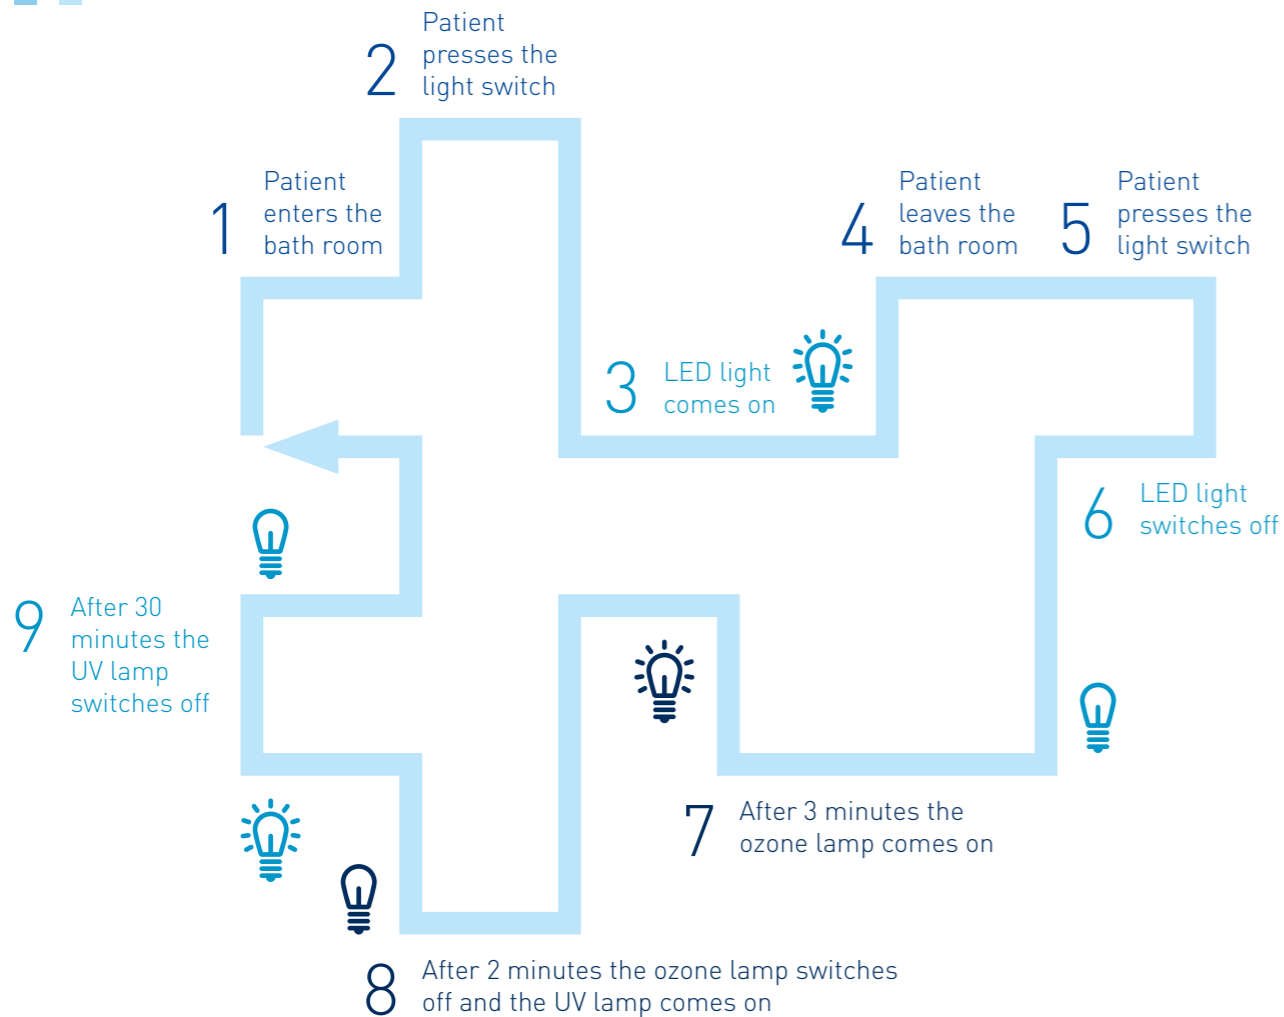 1
Patient
enters the
bath room
2
Patient
presses the
light switch
3
LED light
comes on
4
Patient
leaves the
bath room
5
Patient
presses the
light switch
6
LED light
switches off
7
After 3 minutes the
ozone lamp comes on
8
After 2 minutes the ozone lamp switches
off and the UV lamp comes on
9
After 30
minutes the
UV lamp
switches off